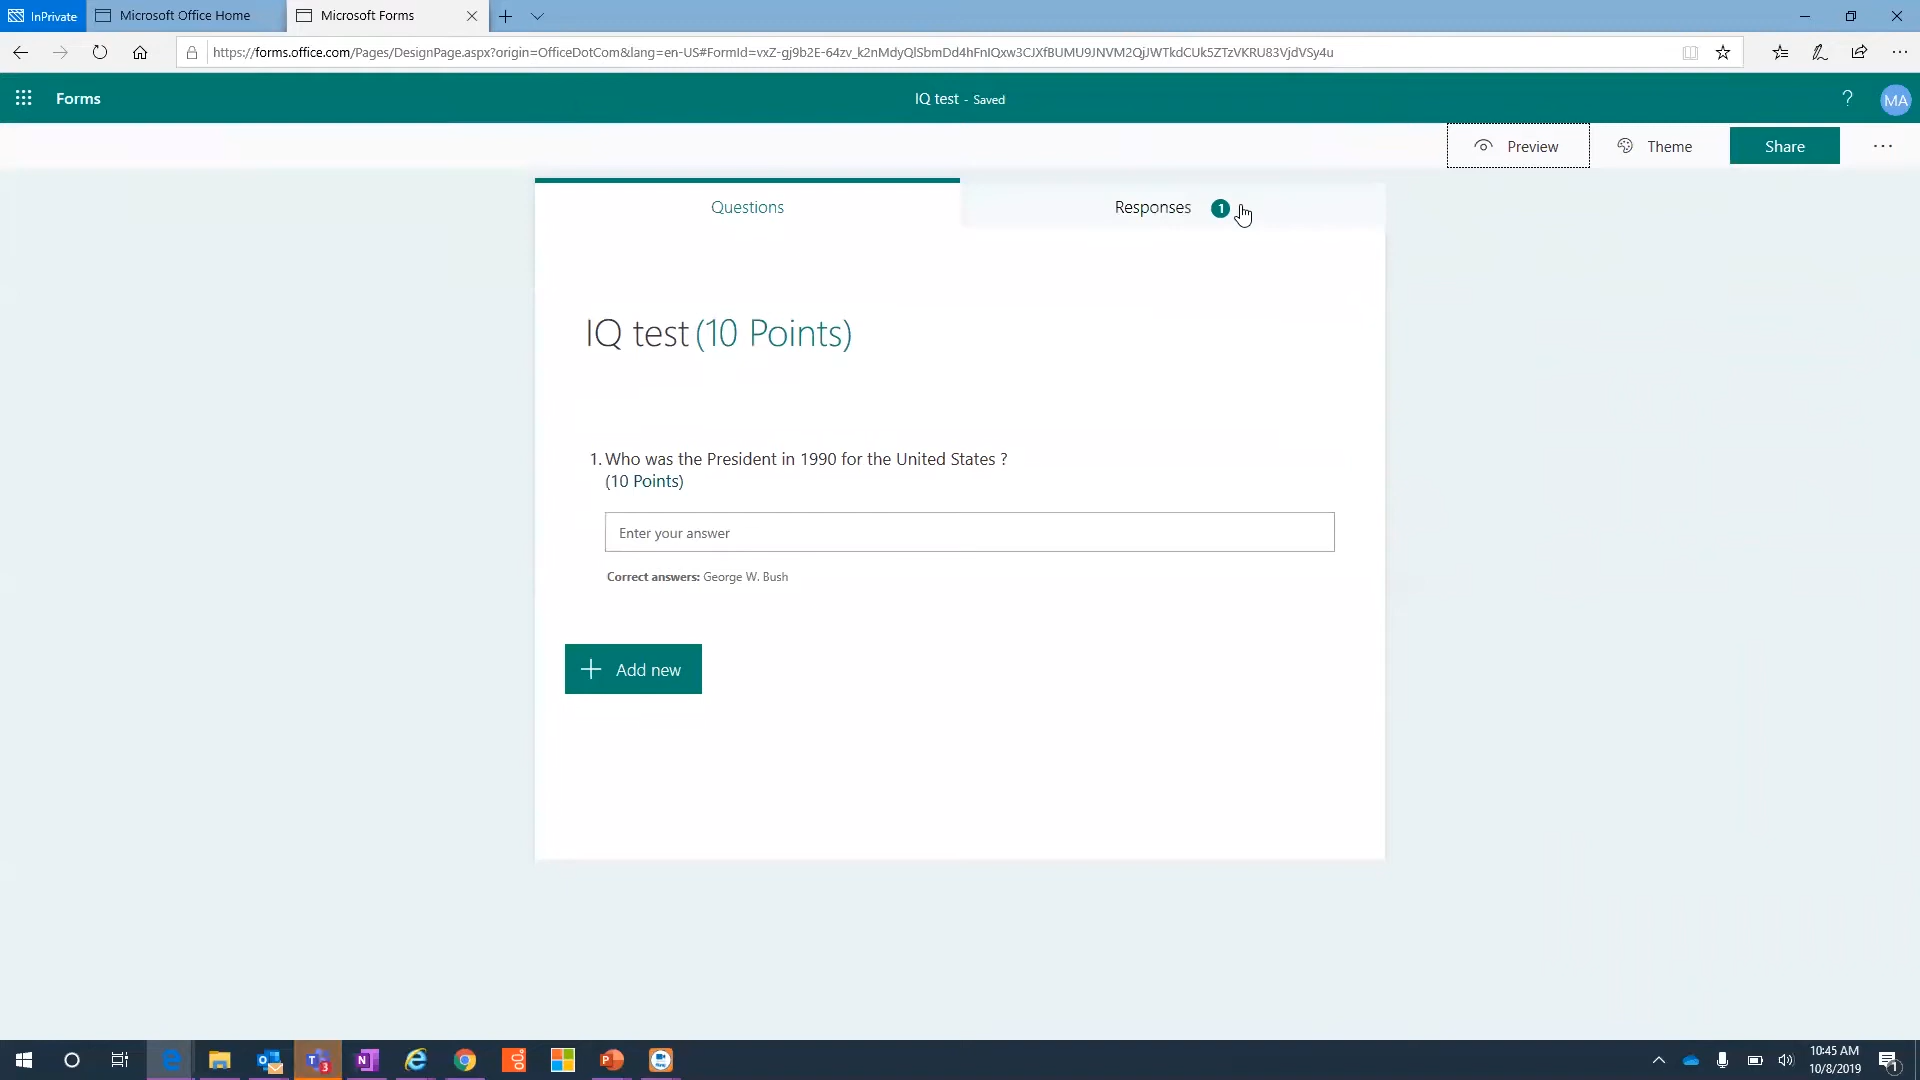 InPrivate
Microsoft Office Home
Microsoft Forms
https://forms.office.com/Pages/DesignPage.aspx?origin=OfficeDotCom&lang=en-US#FormId=vxZ-gj9b2E-64zv_k2nMdyQlSbmDd4hFnIQxw3CJXfBUMU9JNVM2QjJWTkdCUk5ZTzVKRU83VjdVSy4u
Forms
IQ test - Saved
?
MA
Preview
Theme
Share
Questions
Responses 1
IQ test (10 Points)
1. Who was the President in 1990 for the United States ?
(10 Points)
Enter your answer
Correct answers: George W. Bush
Add new
10:45 AM
10/8/2019